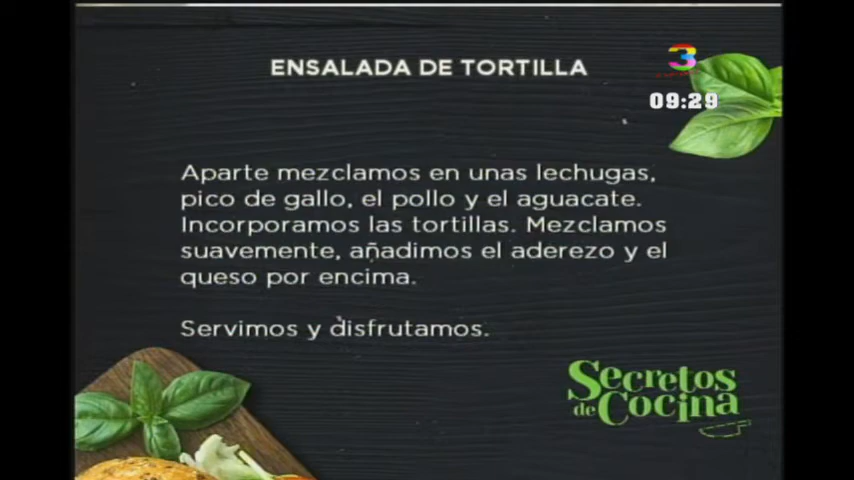 ENSALADA DE TORTILLA
3
09:29
Aparte mezclamos en unas lechugas,
pico de gallo, el pollo y el aguacate.
Incorporamos las tortillas. Mezclamos
suavemente, añadimos el aderezo y el
queso por encima.
Servimos y disfrutamos.
Secretos
de Cocina